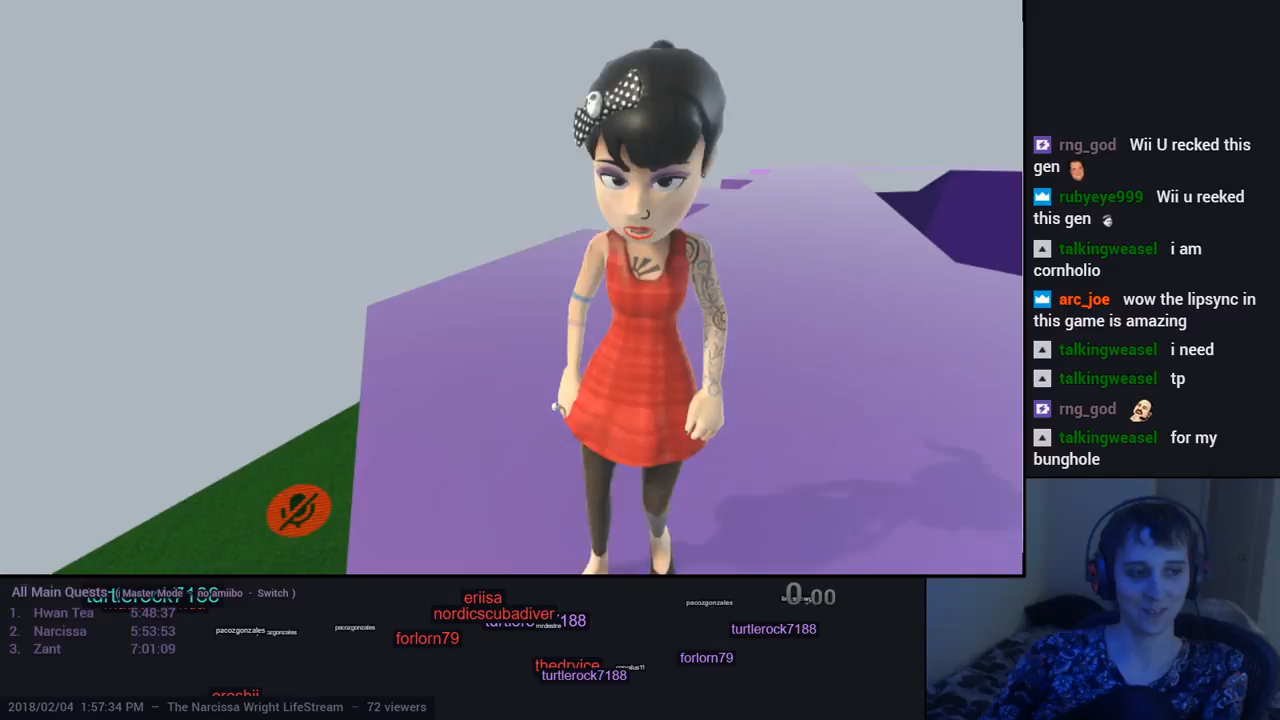 rng_god Wii U recked this
gen
rubyeye999 Wii u reeked
this gen
talkingweasel i am
cornholio
arc_joe wow the lipsync in
this game is amazing
talkingweasel i need
talkingweasel tp
rng_god
talkingweasel for my
bunghole
All Main Quests ( Master Mode - no amiibo - Switch )
turtlerock7188
1. Hwan Tea 5:48:37
2. Narcissa 5:53:53
3. Zant 7:01:09
pacozgonzales
pacozgonzales
eriisa
nordicscubadiver
forlorn79
thedrvice
turtlerock7188
pacozgonzales
0.00
turtlerock7188
forlorn79
2018/02/04 1:57:34 PM – The Narcissa Wright LifeStream – 72 viewers